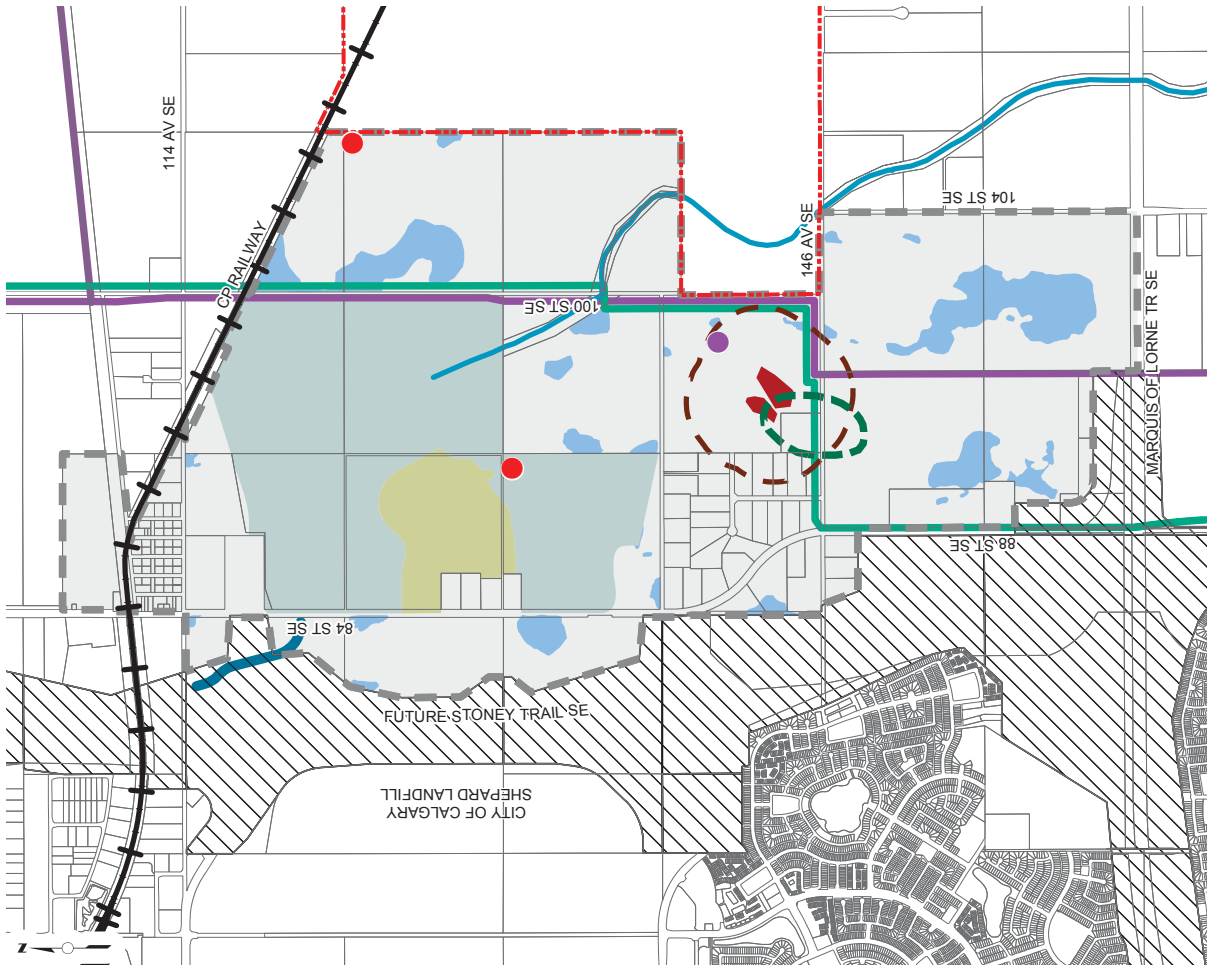 114 AV SE
CP RAILWAY
104 ST SE
146 AV SE
100 ST SE
MARQUIS OF LORNE TR SE
88 ST SE
84 ST SE
FUTURE STONEY TRAIL SE
CITY OF CALGARY
SHEPARD LANDFILL
N